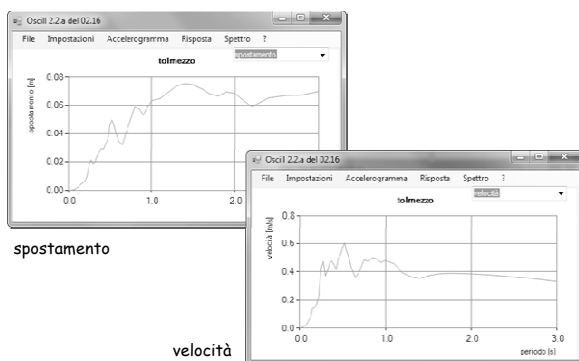 Oscill 2.2.a del 02.16
File Impostazioni Accelerogramma Risposta Spettro ?
spostamento
tolmezzo
spostamento [m]
0.08
0.06
0.04
0.02
0.00
0.0 1.0 2.0
spostamento
Oscill 2.2.a del 02.16
File Impostazioni Accelerogramma Risposta Spettro ?
velocità
tolmezzo
velocità [m/s]
0.8
0.6
0.4
0.2
0.0
0.0 1.0 2.0 3.0
periodo [s]
velocità